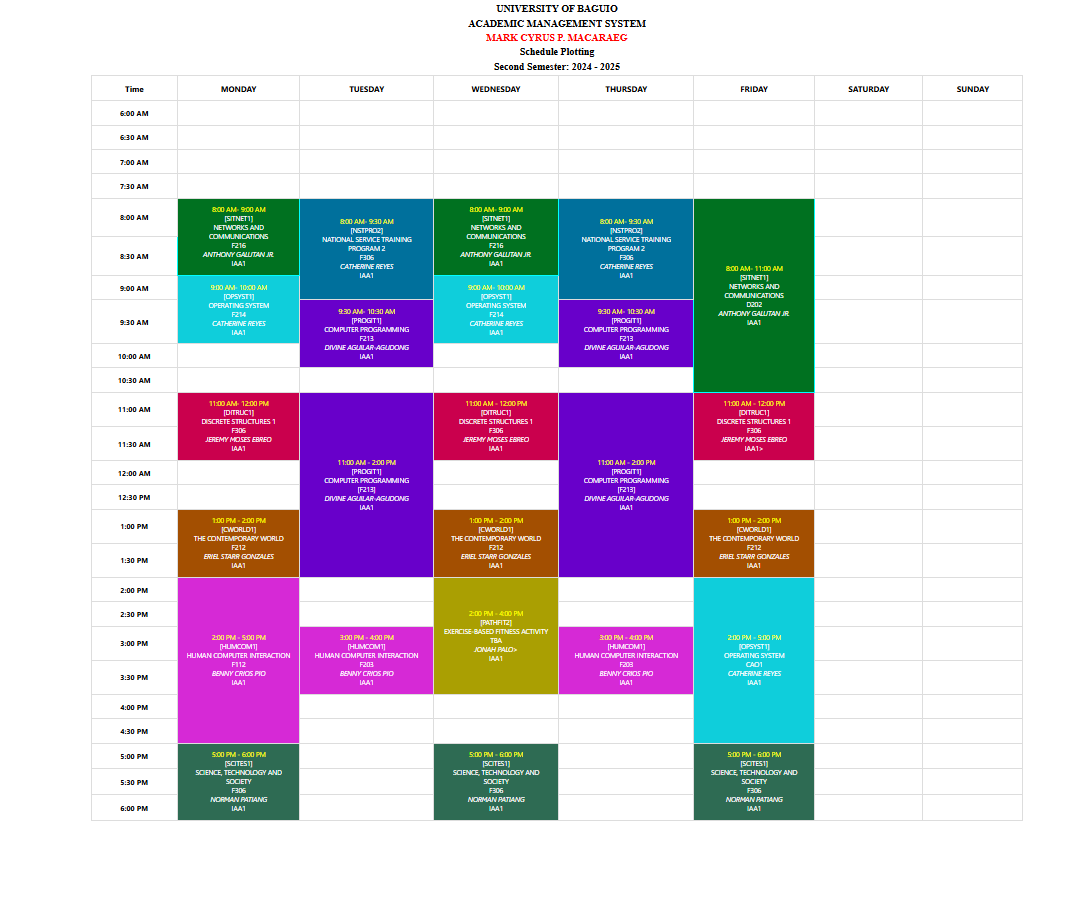 UNIVERSITY OF BAGUIO
ACADEMIC MANAGEMENT SYSTEM
MARK CYRUS P. MACARAEG
Schedule Plotting
Second Semester: 2024 - 2025
Time MONDAY TUESDAY WEDNESDAY THURSDAY FRIDAY SATURDAY SUNDAY
6:00 AM
6:30 AM
7:00 AM
7:30 AM
8:00 AM
8:30 AM
9:00 AM
9:30 AM
10:00 AM
10:30 AM
11:00 AM
11:30 AM
12:00 AM
12:30 PM
1:00 PM
1:30 PM
2:00 PM
2:30 PM
3:00 PM
3:30 PM
4:00 PM
4:30 PM
5:00 PM
5:30 PM
6:00 PM
8:00 AM- 9:00 AM
[SITNET1]
NETWORKS AND
COMMUNICATIONS
F216
ANTHONY GALUTAN JR.
IAA1
9:00 AM- 10:00 AM
[OPSYST1]
OPERATING SYSTEM
F214
CATHERINE REYES
IAA1
11:00 AM- 12:00 PM
[DITRUC1]
DISCRETE STRUCTURES 1
F306
JEREMY MOSES EBREO
IAA1
1:00 PM - 2:00 PM
[CWORLD1]
THE CONTEMPORARY WORLD
F212
ERIEL STARR GONZALES
IAA1
2:00 PM - 5:00 PM
[HUMCOM1]
HUMAN COMPUTER INTERACTION
F112
BENNY CRIOS PIO
IAA1
5:00 PM - 6:00 PM
[SCITES1]
SCIENCE, TECHNOLOGY AND
SOCIETY
F306
NORMAN PATIANG
IAA1
8:00 AM- 9:30 AM
[NSTPRO2]
NATIONAL SERVICE TRAINING
PROGRAM 2
F306
CATHERINE REYES
IAA1
9:30 AM- 10:30 AM
[PROGIT1]
COMPUTER PROGRAMMING
F213
DIVINE AGUILAR-AGUDONG
IAA1
11:00 AM - 2:00 PM
[PROGIT1]
COMPUTER PROGRAMMING
[F213]
DIVINE AGUILAR-AGUDONG
IAA1
3:00 PM - 4:00 PM
[HUMCOM1]
HUMAN COMPUTER INTERACTION
F203
BENNY CRIOS PIO
IAA1
8:00 AM- 9:00 AM
[SITNET1]
NETWORKS AND
COMMUNICATIONS
F216
ANTHONY GALUTAN JR.
IAA1
9:00 AM- 10:00 AM
[OPSYST1]
OPERATING SYSTEM
F214
CATHERINE REYES
IAA1
11:00 AM - 12:00 PM
[DITRUC1]
DISCRETE STRUCTURES 1
F306
JEREMY MOSES EBREO
IAA1
1:00 PM - 2:00 PM
[CWORLD1]
THE CONTEMPORARY WORLD
F212
ERIEL STARR GONZALES
IAA1
2:00 PM - 4:00 PM
[PATHFIT2]
EXERCISE-BASED FITNESS ACTIVITY
TBA
JONAH PALO>
IAA1
5:00 PM - 6:00 PM
[SCITES1]
SCIENCE, TECHNOLOGY AND
SOCIETY
F306
NORMAN PATIANG
IAA1
8:00 AM- 9:30 AM
[NSTPRO2]
NATIONAL SERVICE TRAINING
PROGRAM 2
F306
CATHERINE REYES
IAA1
9:30 AM- 10:30 AM
[PROGIT1]
COMPUTER PROGRAMMING
F213
DIVINE AGUILAR-AGUDONG
IAA1
11:00 AM - 2:00 PM
[PROGIT1]
COMPUTER PROGRAMMING
[F213]
DIVINE AGUILAR-AGUDONG
IAA1
3:00 PM - 4:00 PM
[HUMCOM1]
HUMAN COMPUTER INTERACTION
F203
BENNY CRIOS PIO
IAA1
8:00 AM- 11:00 AM
[SITNET1]
NETWORKS AND
COMMUNICATIONS
D202
ANTHONY GALUTAN JR.
IAA1
11:00 AM - 12:00 PM
[DITRUC1]
DISCRETE STRUCTURES 1
F306
JEREMY MOSES EBREO
IAA1>
1:00 PM - 2:00 PM
[CWORLD1]
THE CONTEMPORARY WORLD
F212
ERIEL STARR GONZALES
IAA1
2:00 PM - 5:00 PM
[OPSYST1]
OPERATING SYSTEM
CAO1
CATHERINE REYES
IAA1
5:00 PM - 6:00 PM
[SCITES1]
SCIENCE, TECHNOLOGY AND
SOCIETY
F306
NORMAN PATIANG
IAA1